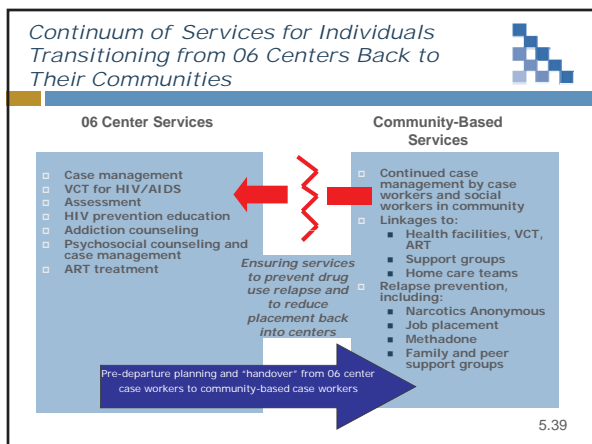 Continuum of Services for Individuals
Transitioning from 06 Centers Back to
Their Communities
06 Center Services
Case management
VCT for HIV/AIDS
Assessment
HIV prevention education
Addiction counseling
Psychosocial counseling and
case management
ART treatment
Ensuring services
to prevent drug
use relapse and
to reduce
placement back
into centers
Community-Based
Services
Continued case
management by case
workers and social
workers in community
Linkages to:
Health facilities, VCT,
ART
Support groups
Home care teams
Relapse prevention,
including:
Narcotics Anonymous
Job placement
Methadone
Family and peer
support groups
Pre-departure planning and "handover" from 06 center
case workers to community-based case workers
5.39